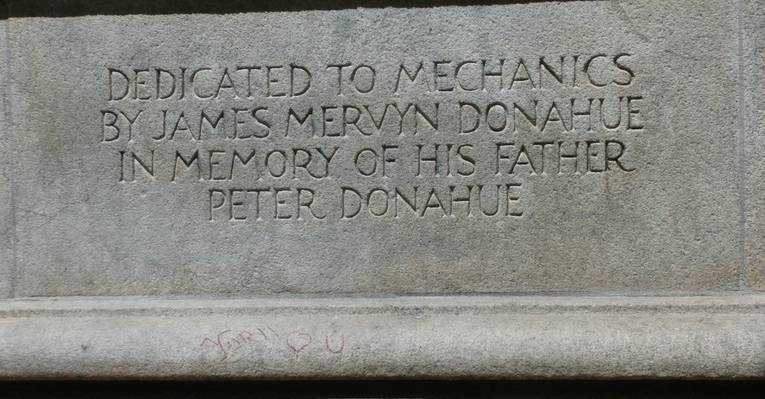 DEDICATED TO MECHANICS
BY JAMES MERVYN DONAHUE
IN MEMORY OF HIS FATHER
PETER DONAHUE